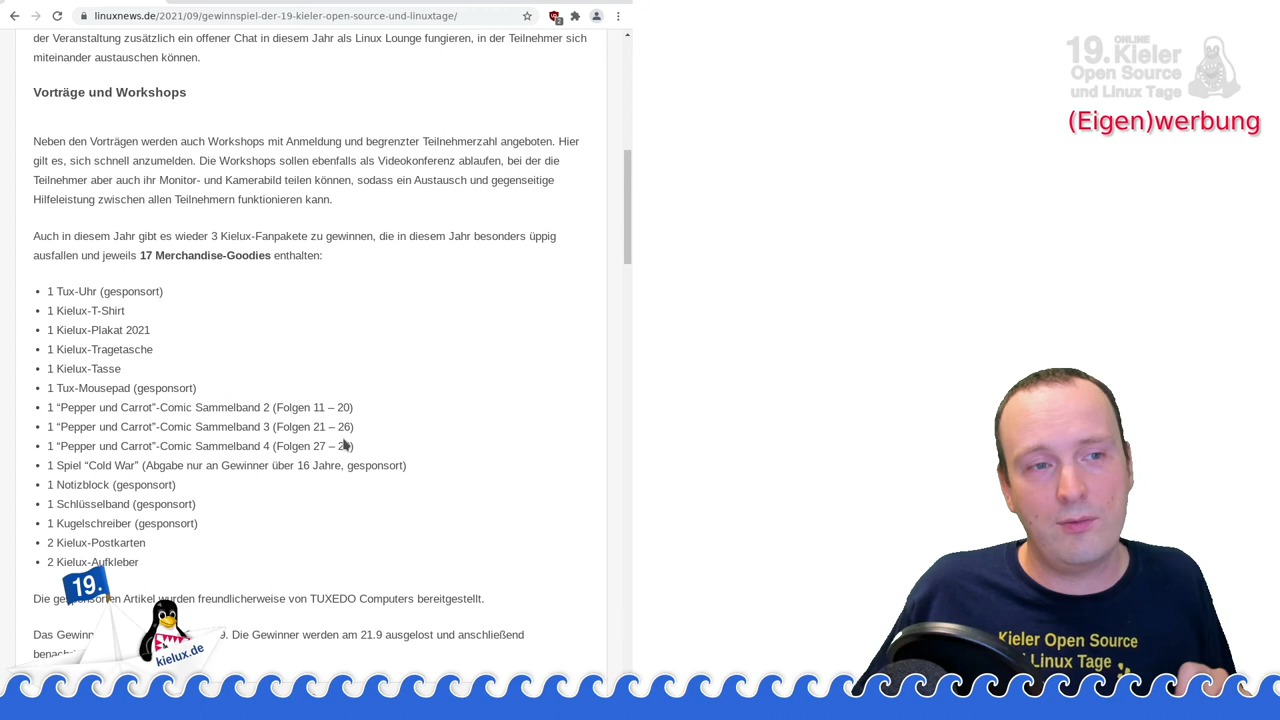 linuxnews.de/2021/09/gewinnspiel-der-19-kieler-open-source-und-linuxtage/
2
der Veranstaltung zusätzlich ein offener Chat in diesem Jahr als Linux Lounge fungieren, in der Teilnehmer sich
miteinander austauschen können.
Vorträge und Workshops
Neben den Vorträgen werden auch Workshops mit Anmeldung und begrenzter Teilnehmerzahl angeboten. Hier
gilt es, sich schnell anzumelden. Die Workshops sollen ebenfalls als Videokonferenz ablaufen, bei der die
Teilnehmer aber auch ihr Monitor- und Kamerabild teilen können, sodass ein Austausch und gegenseitige
Hilfeleistung zwischen allen Teilnehmern funktionieren kann.
Auch in diesem Jahr gibt es wieder 3 Kielux-Fanpakete zu gewinnen, die in diesem Jahr besonders üppig
ausfallen und jeweils 17 Merchandise-Goodies enthalten:
• 1 Tux-Uhr (gesponsort)
• 1 Kielux-T-Shirt
• 1 Kielux-Plakat 2021
• 1 Kielux-Tragetasche
• 1 Kielux-Tasse
• 1 Tux-Mousepad (gesponsort)
• 1 “Pepper und Carrot”-Comic Sammelband 2 (Folgen 11 – 20)
• 1 “Pepper und Carrot”-Comic Sammelband 3 (Folgen 21 – 26)
• 1 “Pepper und Carrot”-Comic Sammelband 4 (Folgen 27 –
• 1 Spiel “Cold War” (Abgabe nur an Gewinner über 16 Jahre, gesponsort)
• 1 Notizblock (gesponsort)
• 1 Schlüsselband (gesponsort)
• 1 Kugelschreiber (gesponsort)
• 2 Kielux-Postkarten
• 2 Kielux-Aufkleber
Die gesponsorten Artikel wurden freundlicherweise von TUXEDO Computers bereitgestellt.
Das Gewinn 9. Die Gewinner werden am 21.9 ausgelost und anschließend
19.
kielux.de
ONLINE
19. Kieler
Open Source
und Linux Tage
(Eigen)werbung
Kieler Open Source
Linux Tage